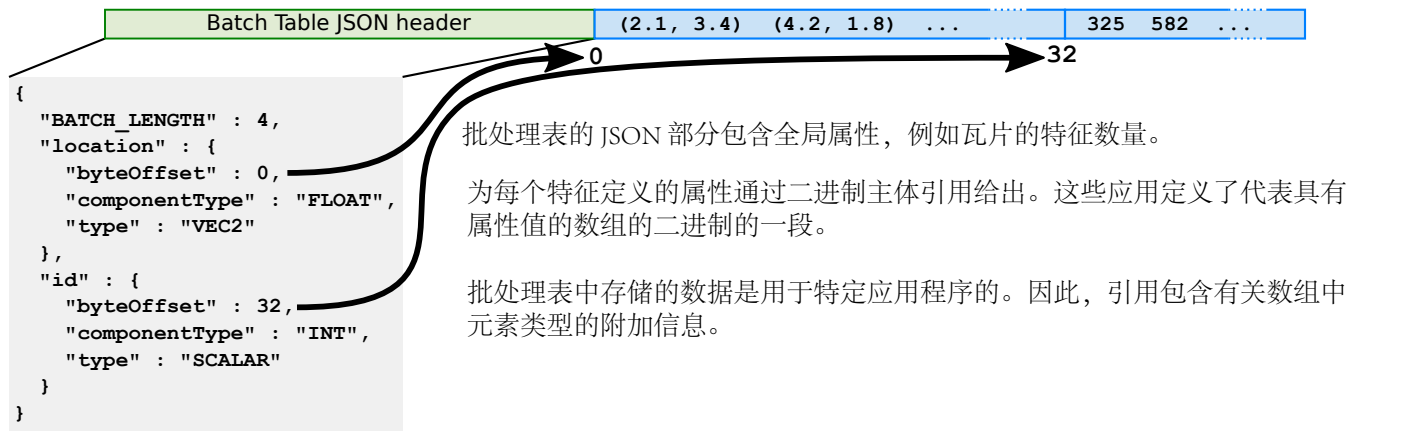 Batch Table JSON header (2.1, 3.4) (4.2, 1.8) ... 325 582 ...
0 32
{
"BATCH_LENGTH" : 4,
"location" : {
"byteOffset" : 0,
"componentType" : "FLOAT",
"type" : "VEC2"
},
"id" : {
"byteOffset" : 32,
"componentType" : "INT",
"type" : "SCALAR"
}
}
批处理表的 JSON 部分包含全局属性，例如瓦片的特征数量。
为每个特征定义的属性通过二进制主体引用给出。这些应用定义了代表具有
属性值的数组的二进制的一段。
批处理表中存储的数据是用于特定应用程序的。因此，引用包含有关数组中
元素类型的附加信息。